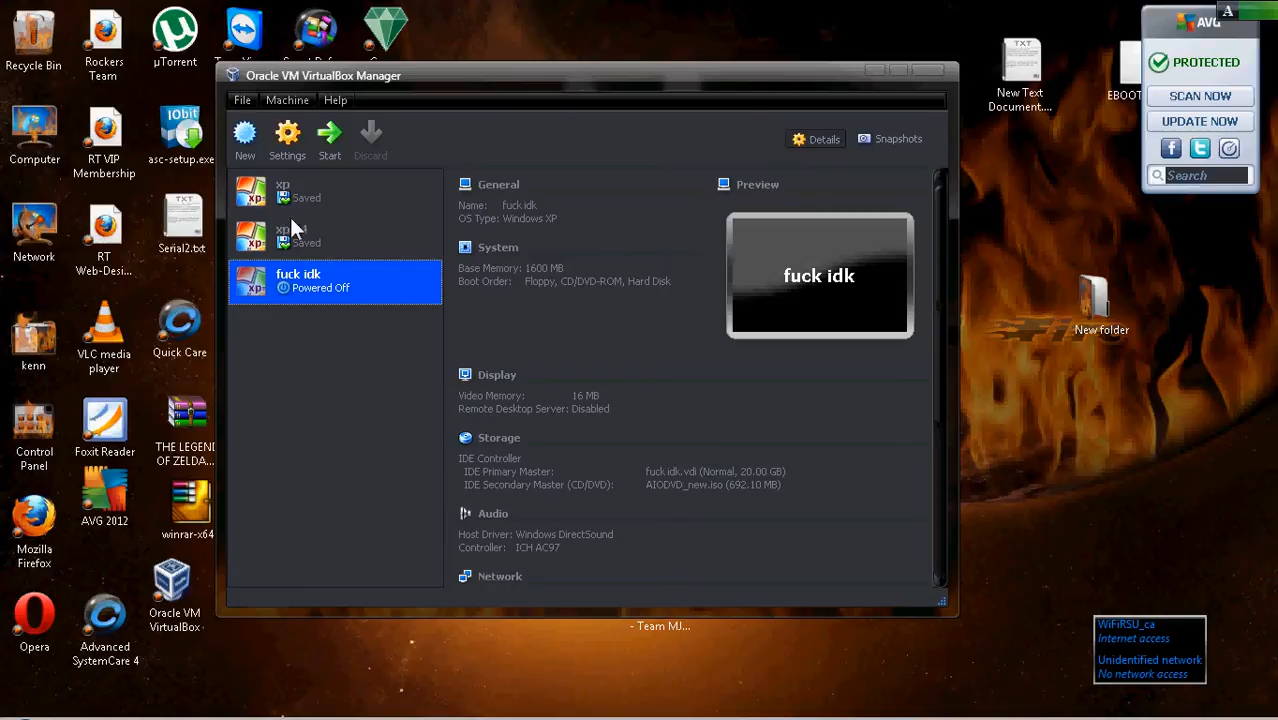 Recycle Bin
Rockers
Team
µTorrent
A
AVG
PROTECTED
SCAN NOW
UPDATE NOW
Search
New Text
Document....
EBOOT
Oracle VM VirtualBox Manager
File Machine Help
New Settings Start Discard
Details Snapshots
xp
Saved
Saved
fuck idk
Powered Off
General
Name: fuck idk
OS Type: Windows XP
System
Base Memory: 1600 MB
Boot Order: Floppy, CD/DVD-ROM, Hard Disk
Preview
fuck idk
Display
Video Memory: 16 MB
Remote Desktop Server: Disabled
Storage
IDE Controller
IDE Primary Master: fuck idk.vdi (Normal, 20.00 GB)
IDE Secondary Master (CD/DVD): AIODVD_new.iso (692.10 MB)
Audio
Host Driver: Windows DirectSound
Controller: ICH AC97
Network
Computer
RT VIP
Membership
IObit
asc-setup.exe
Network
RT
Web-Desi...
TXT
Serial2.txt
kenn
VLC media
player
Quick Care
Control
Panel
Foxit Reader
THE LEGEND
OF ZELDA...
AVG 2012
winrar-x64
Mozilla
Firefox
Oracle VM
VirtualBox
Opera
Advanced
SystemCare 4
TXT
New folder
- Team MJ...
WiFiRSU_ca
Internet access
Unidentified network
No network access